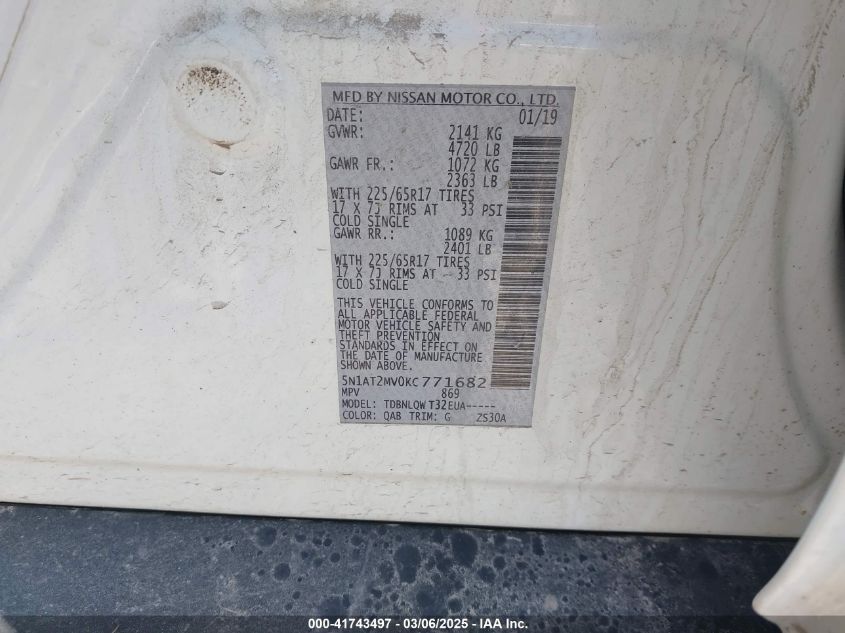 MFD BY NISSAN MOTOR CO., LTD.
DATE: 01/19
GVWR: 2141 KG
4720 LB
GAWR FR.: 1072 KG
2363 LB
WITH 225/65R17 TIRES
17 X 7J RIMS AT 33 PSI
COLD SINGLE
GAWR RR.: 1089 KG
2401 LB
WITH 225/65R17 TIRES
17 X 7J RIMS AT 33 PSI
COLD SINGLE
THIS VEHICLE CONFORMS TO
ALL APPLICABLE FEDERAL
MOTOR VEHICLE SAFETY AND
THEFT PREVENTION
STANDARDS IN EFFECT ON
THE DATE OF MANUFACTURE
SHOWN ABOVE.
5N1AT2MV0KC771682
MPV 869
MODEL: TDBNLQWT32EUA-----
COLOR: QAB TRIM: G ZS30A
000-41743497 - 03/06/2025 - CST